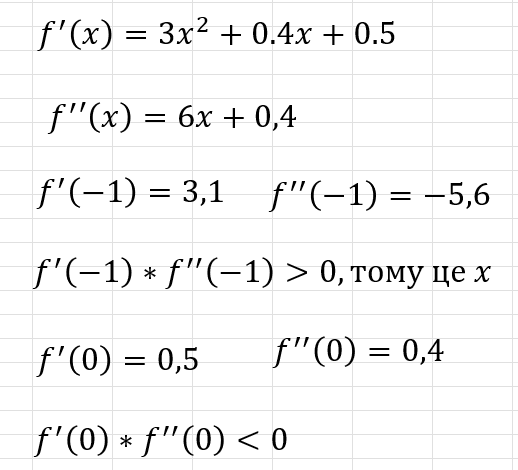 f′(x) = 3x² + 0.4x + 0.5
f′′(x) = 6x + 0,4
f′(−1) = 3,1 f′′(−1) = −5,6
f′(−1) ∗ f′′(−1) > 0, тому це x
f′(0) = 0,5 f′′(0) = 0,4
f′(0) ∗ f′′(0) < 0